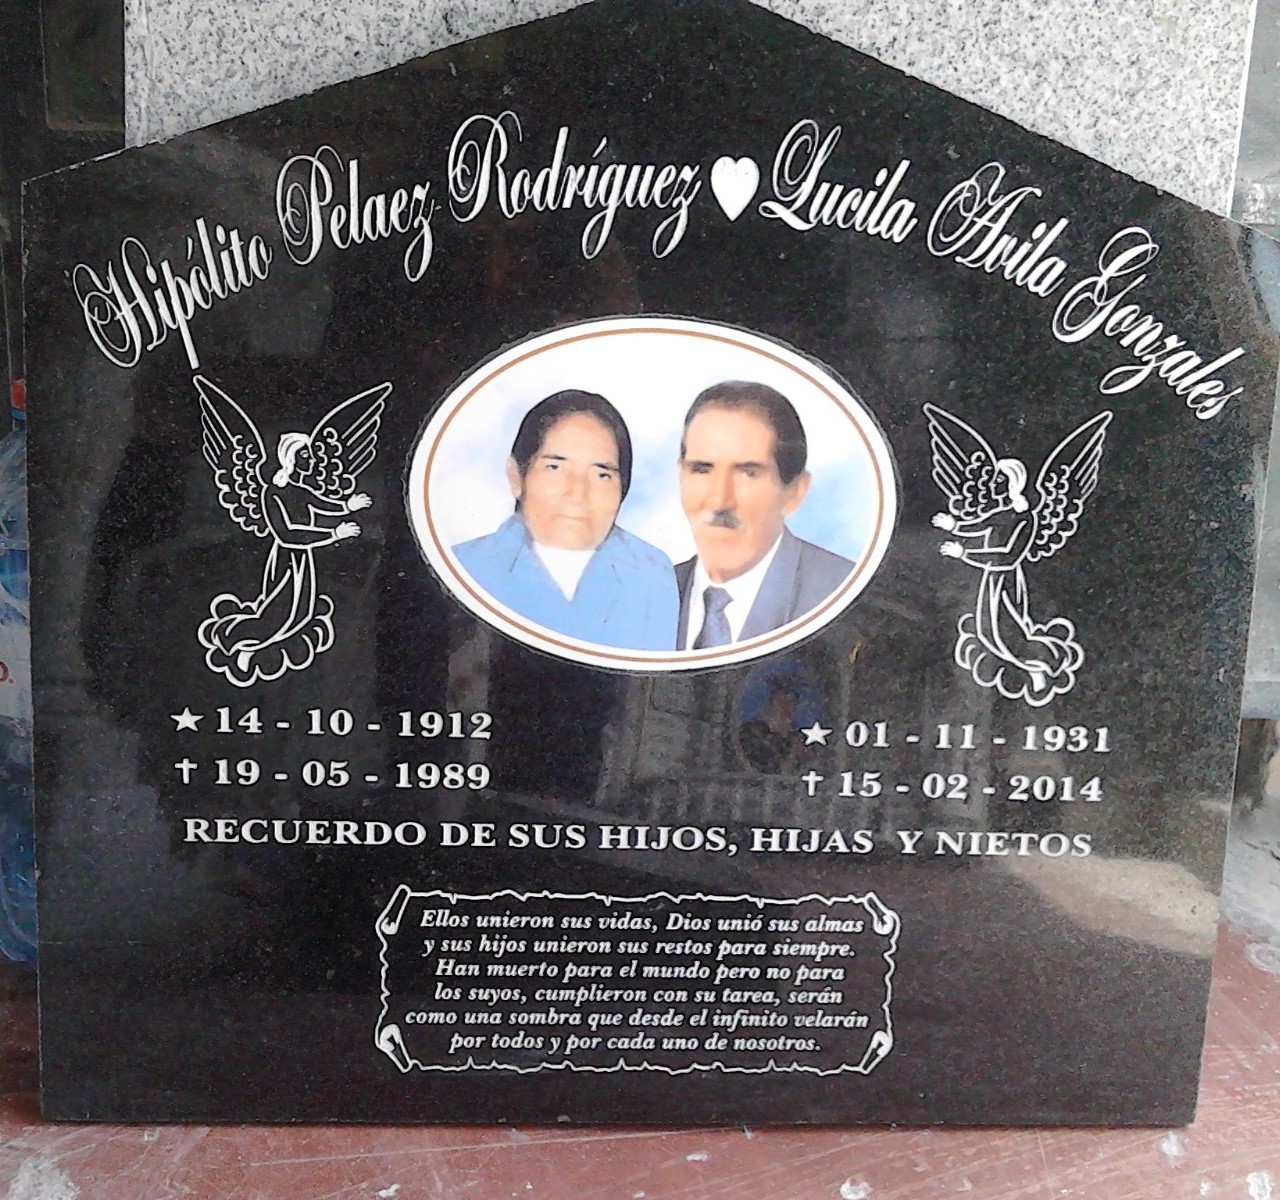 Hipólito Pelaez Rodríguez Lucila Avila Gonzales
★ 14 - 10 - 1912
† 19 - 05 - 1989
★ 01 - 11 - 1931
† 15 - 02 - 2014
RECUERDO DE SUS HIJOS, HIJAS Y NIETOS
Ellos unieron sus vidas, Dios unió sus almas
y sus hijos unieron sus restos para siempre.
Han muerto para el mundo pero no para
los suyos, cumplieron con su tarea, serán
como una sombra que desde el infinito velarán
por todos y por cada uno de nosotros.